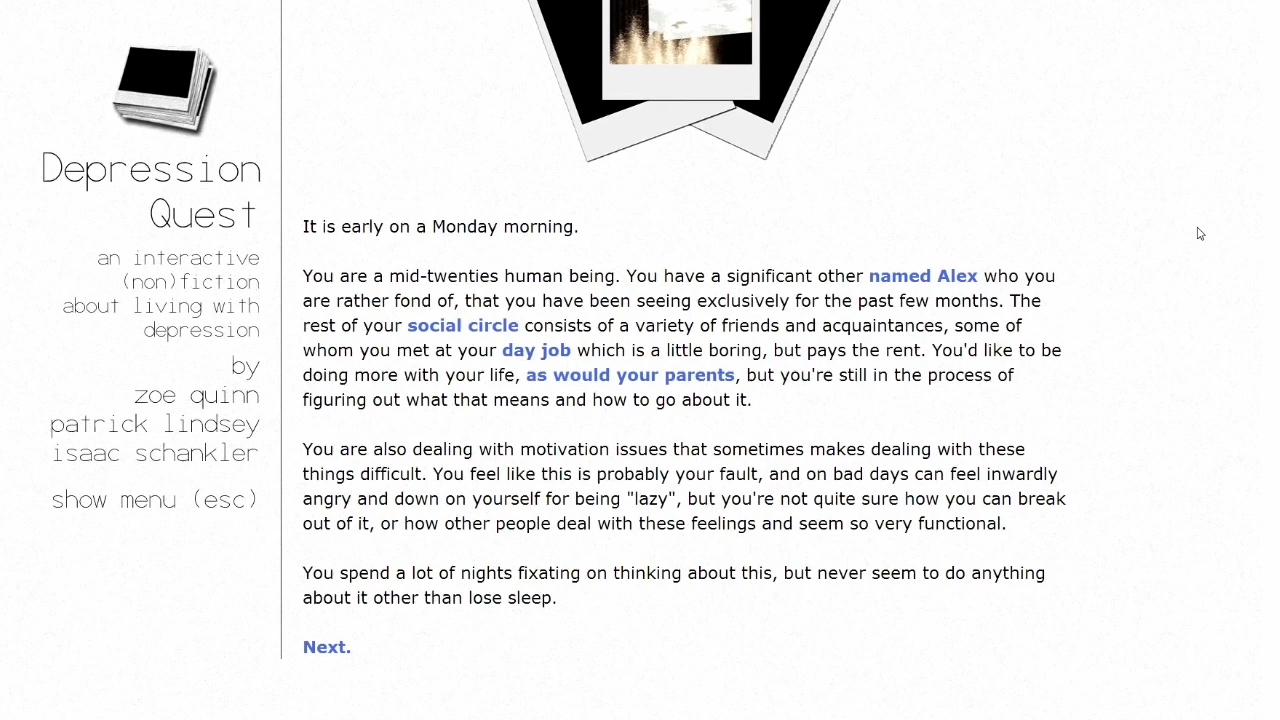 Depression
Quest
an interactive
(non)fiction
about living with
depression
by
zoe quinn
patrick lindsey
isaac schankler
show menu (esc)
It is early on a Monday morning.
You are a mid-twenties human being. You have a significant other named Alex who you
are rather fond of, that you have been seeing exclusively for the past few months. The
rest of your social circle consists of a variety of friends and acquaintances, some of
whom you met at your day job which is a little boring, but pays the rent. You'd like to be
doing more with your life, as would your parents, but you're still in the process of
figuring out what that means and how to go about it.
You are also dealing with motivation issues that sometimes makes dealing with these
things difficult. You feel like this is probably your fault, and on bad days can feel inwardly
angry and down on yourself for being "lazy", but you're not quite sure how you can break
out of it, or how other people deal with these feelings and seem so very functional.
You spend a lot of nights fixating on thinking about this, but never seem to do anything
about it other than lose sleep.
Next.